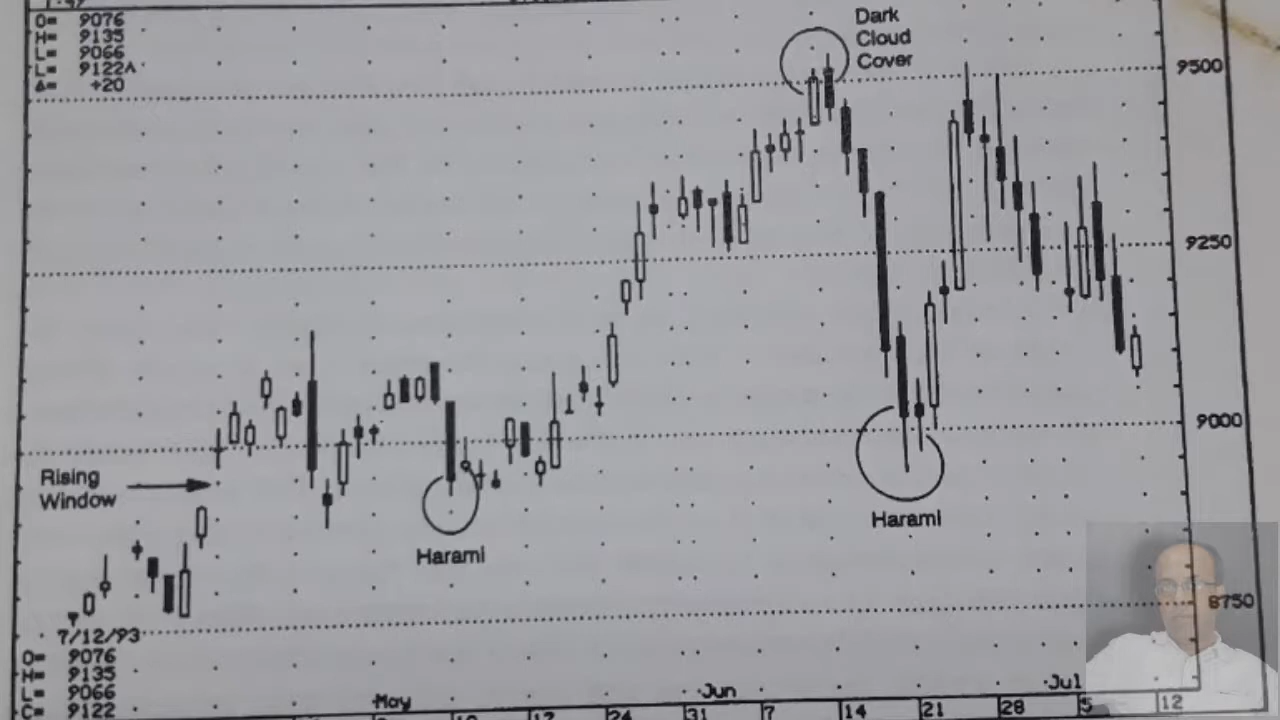 O= 9076
H= 9135
L= 9066
L= 9122A
Δ= +20
Dark
Cloud
Cover
9500
9250
9000
Rising
Window
Harami
Harami
8750
7/12/93
O= 9076
H= 9135
L= 9066
C= 9122
May
Jun
Jul
24
31
7
14
21
28
5
12